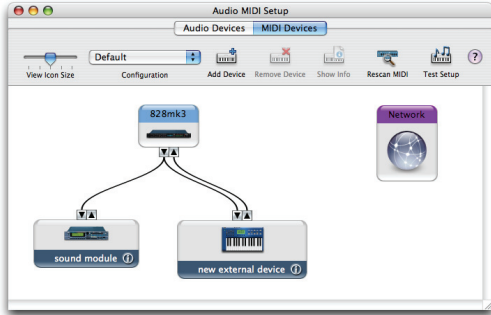 Audio MIDI Setup
Audio Devices MIDI Devices
Default
View Icon Size Configuration Add Device Remove Device Show Info Rescan MIDI Test Setup ?
828mk3 Network
sound module i
new external device i